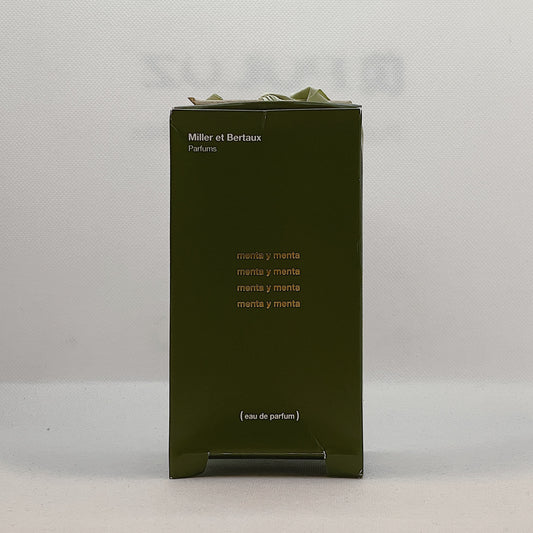 Miller et Bertaux
Parfums
menta y menta
menta y menta
menta y menta
menta y menta
(eau de parfum)